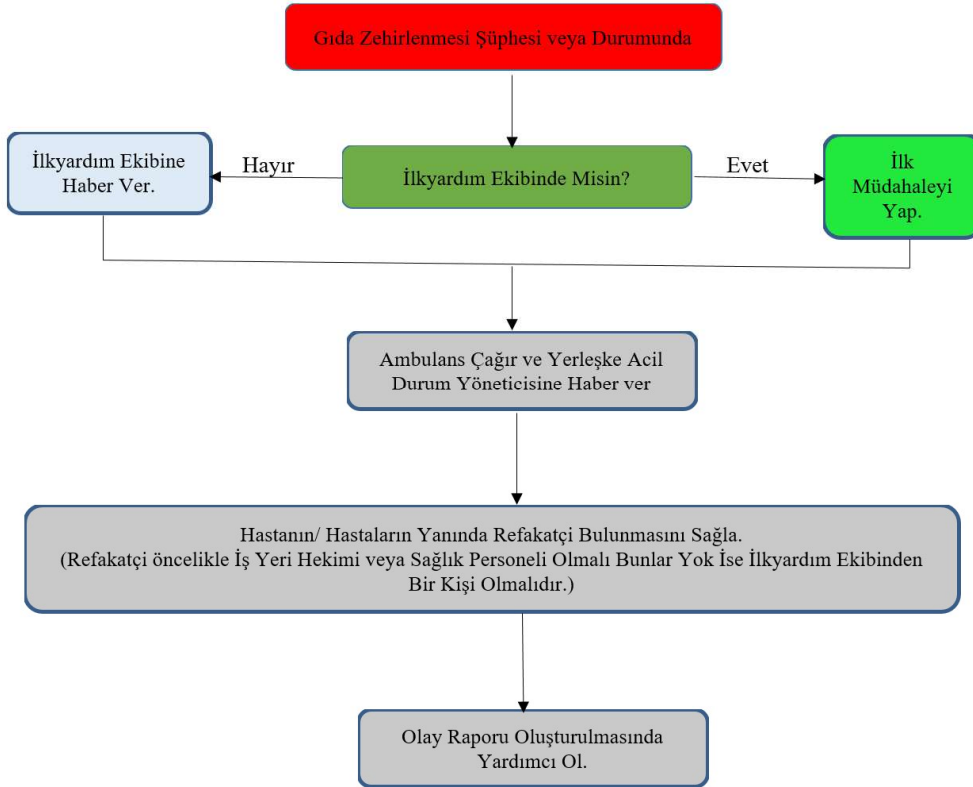 Gıda Zehirlenmesi Şüphesi veya Durumunda
İlkyardım Ekibine
Haber Ver.
Hayır
İlkyardım Ekibinde Misin?
Evet
İlk
Müdahaleyi
Yap.
Ambulans Çağır ve Yerleşke Acil
Durum Yöneticisine Haber ver
Hastanın/ Hastaların Yanında Refakatçi Bulunmasını Sağla.
(Refakatçi öncelikle İş Yeri Hekimi veya Sağlık Personeli Olmalı Bunlar Yok İse İlkyardım Ekibinden
Bir Kişi Olmalıdır.)
Olay Raporu Oluşturulmasında
Yardımcı Ol.